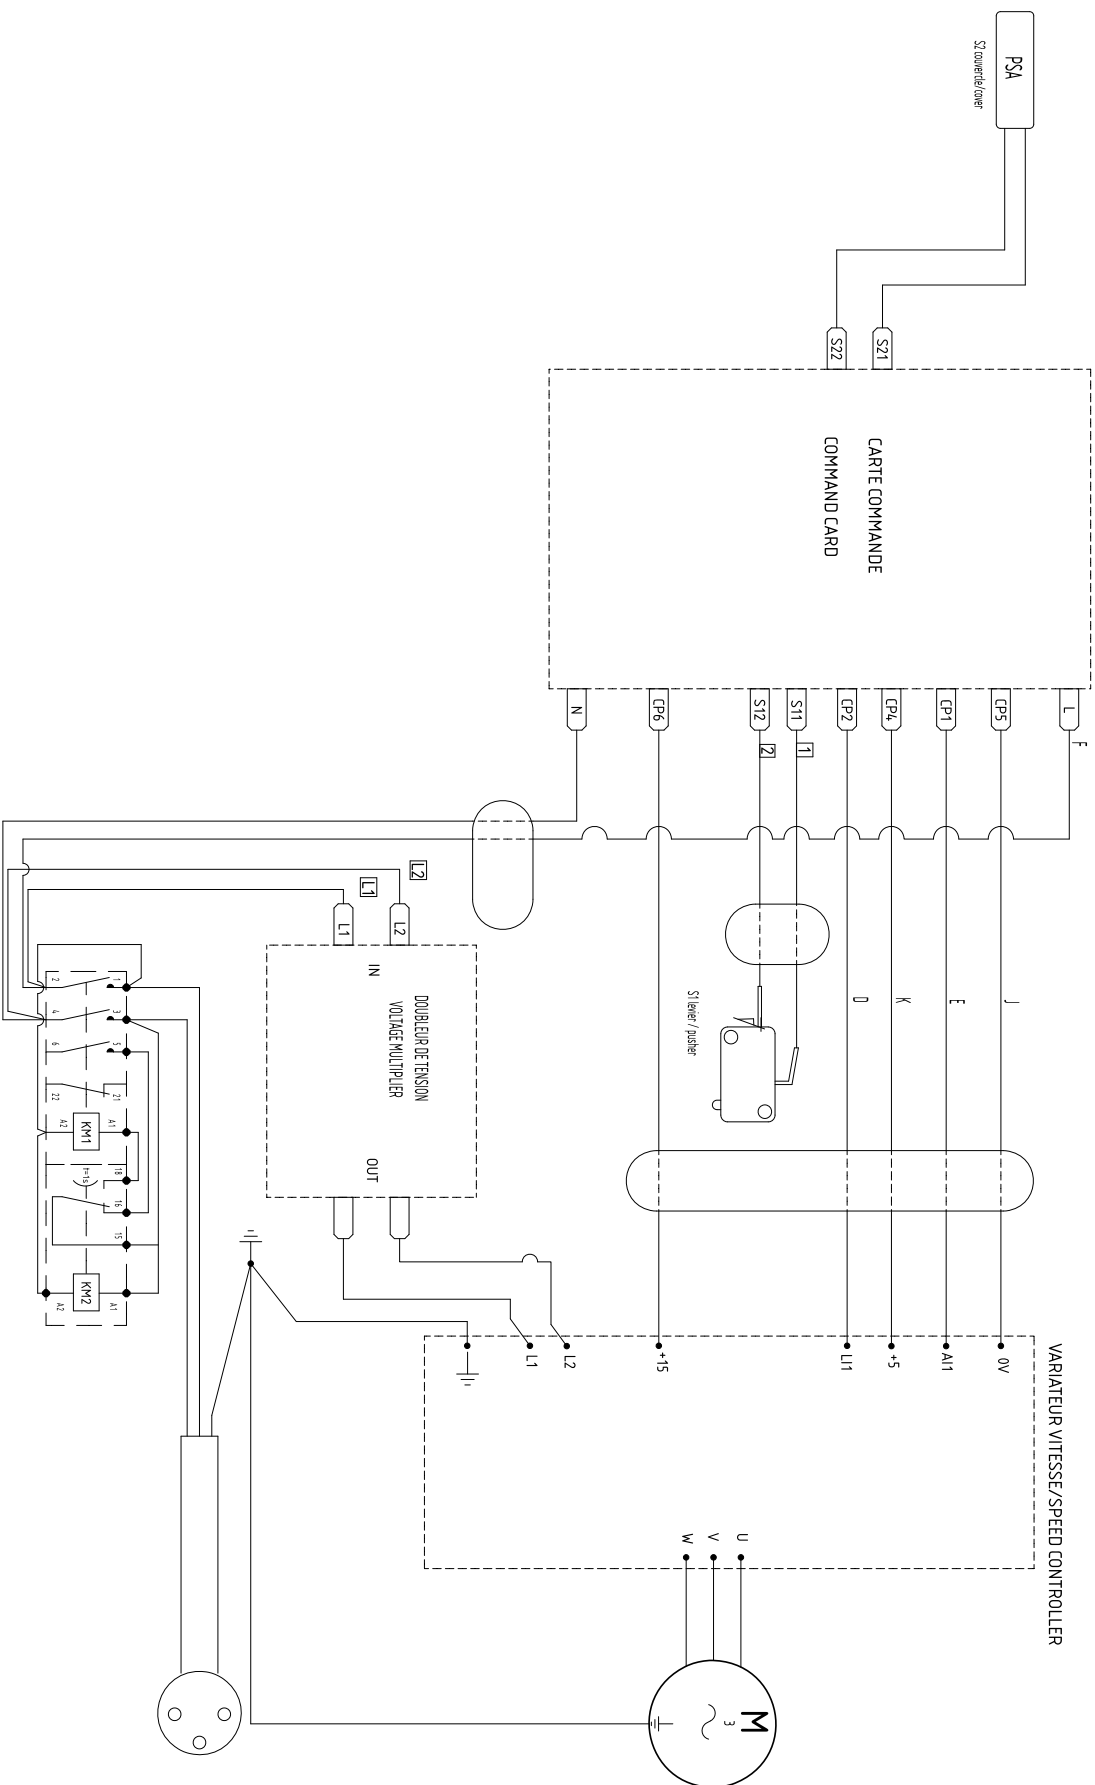 PSA
S2 couvercle/cover
S21
S22
CARTE COMMANDE
COMMAND CARD
L
F
CP5
CP1
CP4
CP2
S11
1
S12
2
CP6
N
J
E
K
D
S1 levier / pusher
L2
L1
L2
L1
IN
DOUBLEUR DE TENSION
VOLTAGE MULTIPLIER
OUT
VARIATEUR VITESSE/SPEED CONTROLLER
0V
AI1
+5
LI1
+15
L2
L1
U
V
W
M
3
1
2
3
4
5
6
21
22
A1
KM1
A2
18
t=1s
16
15
A1
KM2
A2